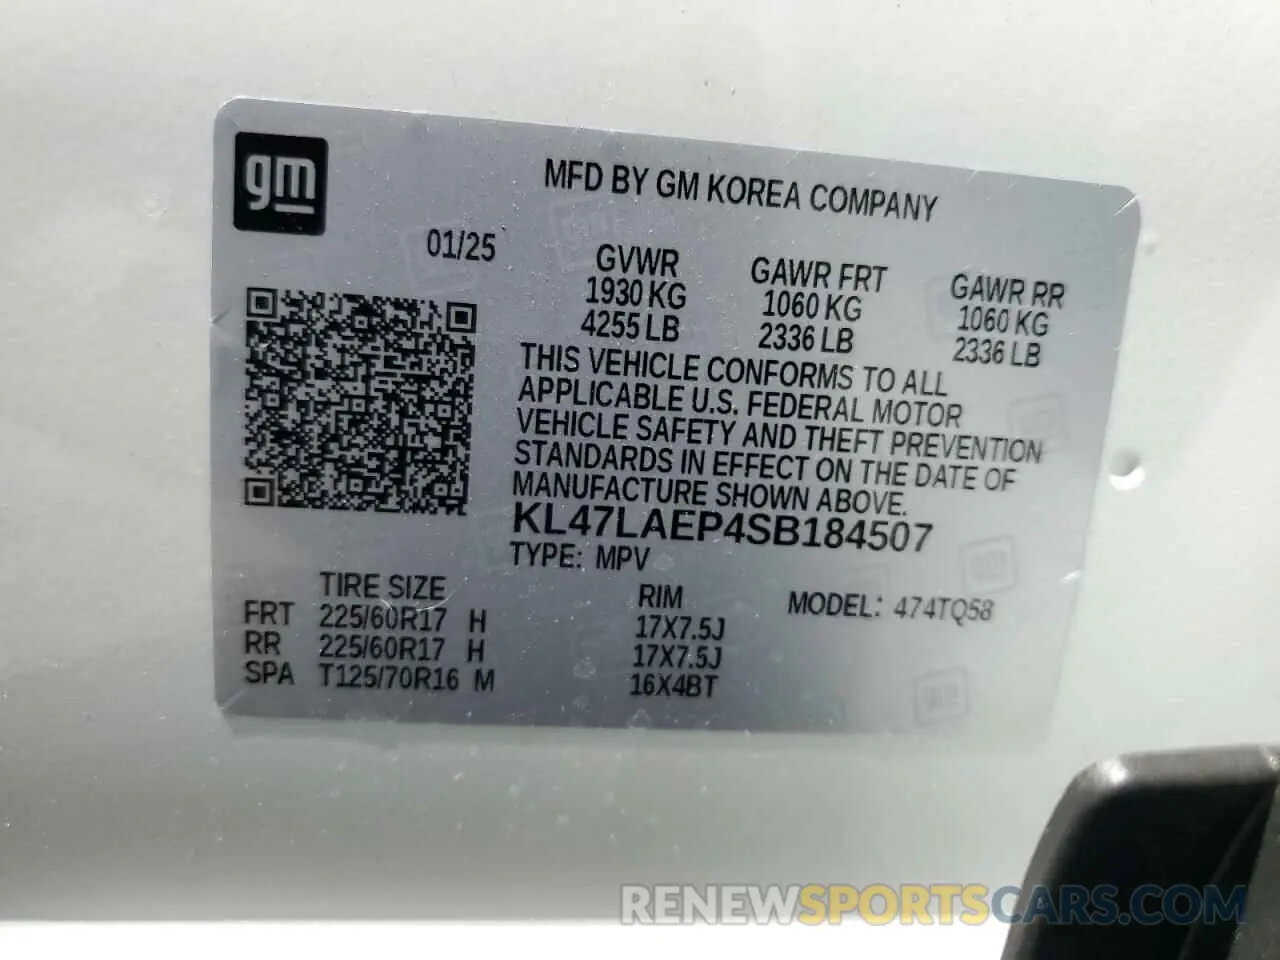 gm
MFD BY GM KOREA COMPANY
01/25
GVWR GAWR FRT GAWR RR
1930 KG 1060 KG 1060 KG
4255 LB 2336 LB 2336 LB
THIS VEHICLE CONFORMS TO ALL
APPLICABLE U.S. FEDERAL MOTOR
VEHICLE SAFETY AND THEFT PREVENTION
STANDARDS IN EFFECT ON THE DATE OF
MANUFACTURE SHOWN ABOVE.
KL47LAEP4SB184507
TYPE: MPV
TIRE SIZE RIM MODEL: 474TQ58
FRT 225/60R17 H 17X7.5J
RR 225/60R17 H 17X7.5J
SPA T125/70R16 M 16X4BT
RENEWSPORTSCARS.COM